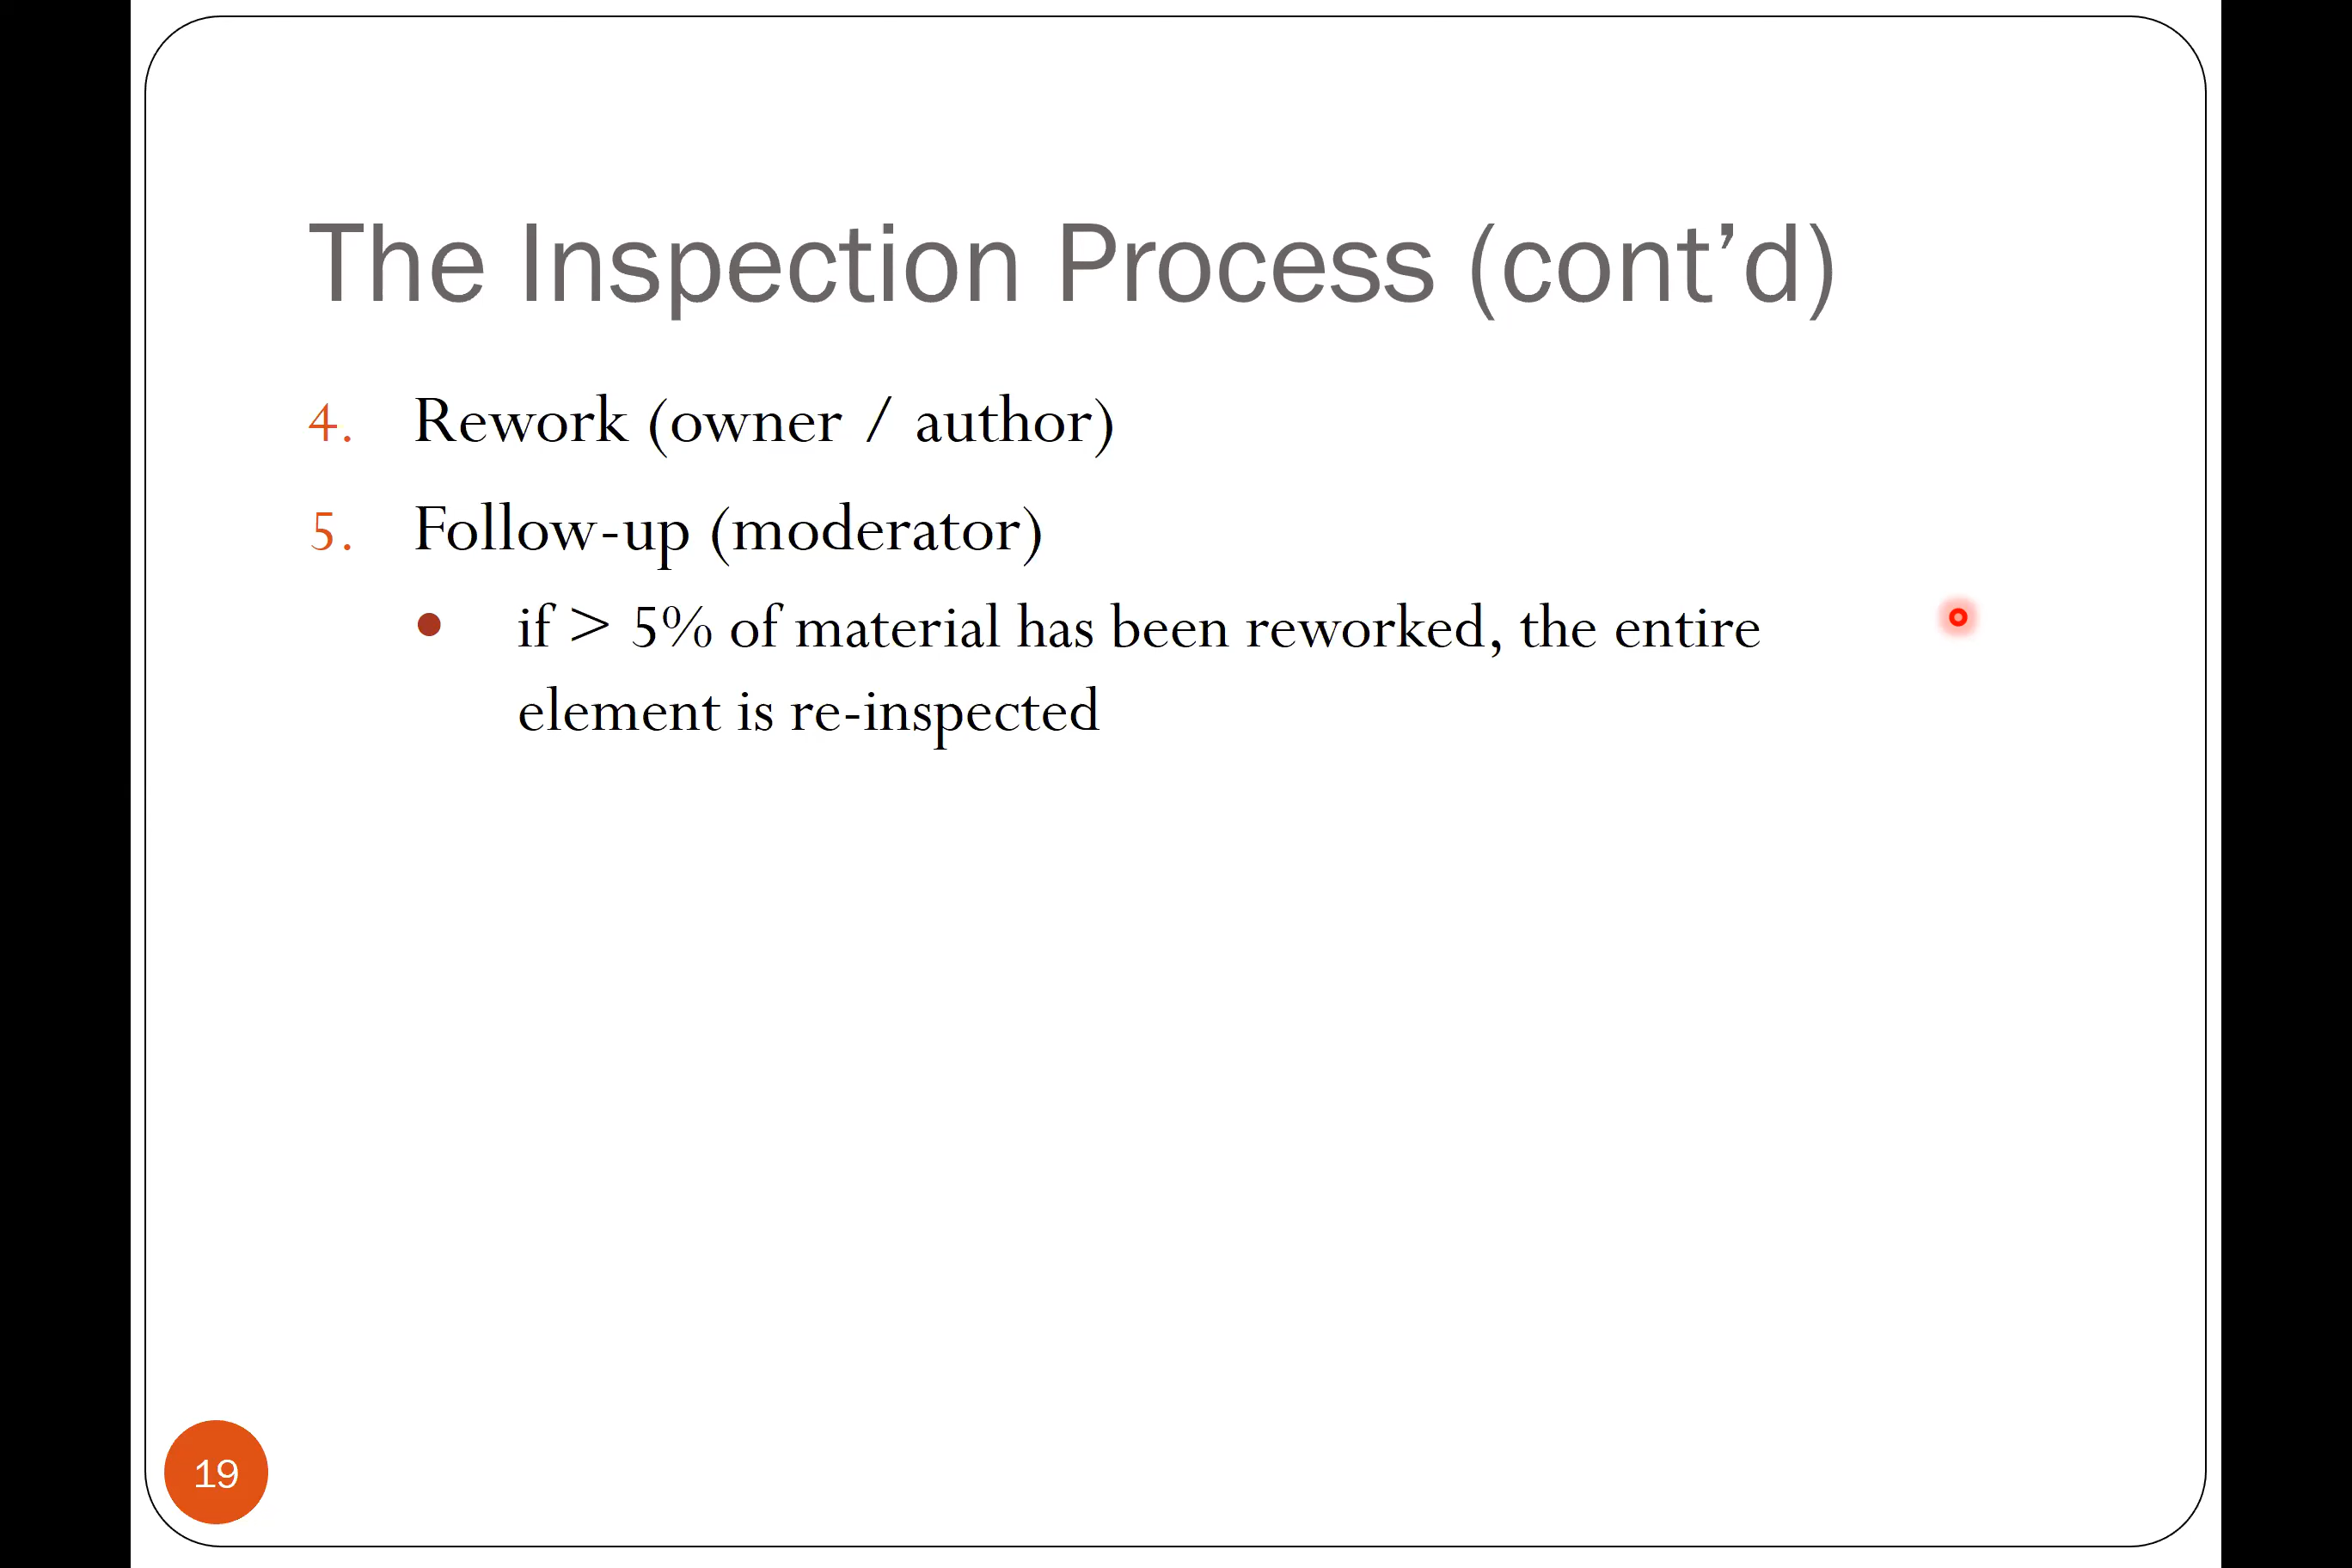 The Inspection Process (cont’d)
4. Rework (owner / author)
5. Follow-up (moderator)
• if > 5% of material has been reworked, the entire
element is re-inspected
19